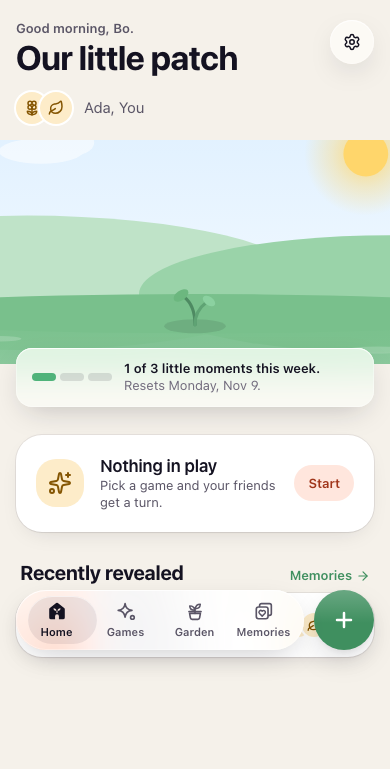 Good morning, Bo.
Our little patch
Ada, You
1 of 3 little moments this week.
Resets Monday, Nov 9.
Nothing in play
Pick a game and your friends
get a turn.
Start
Recently revealed
Memories
Home
Games
Garden
Memories